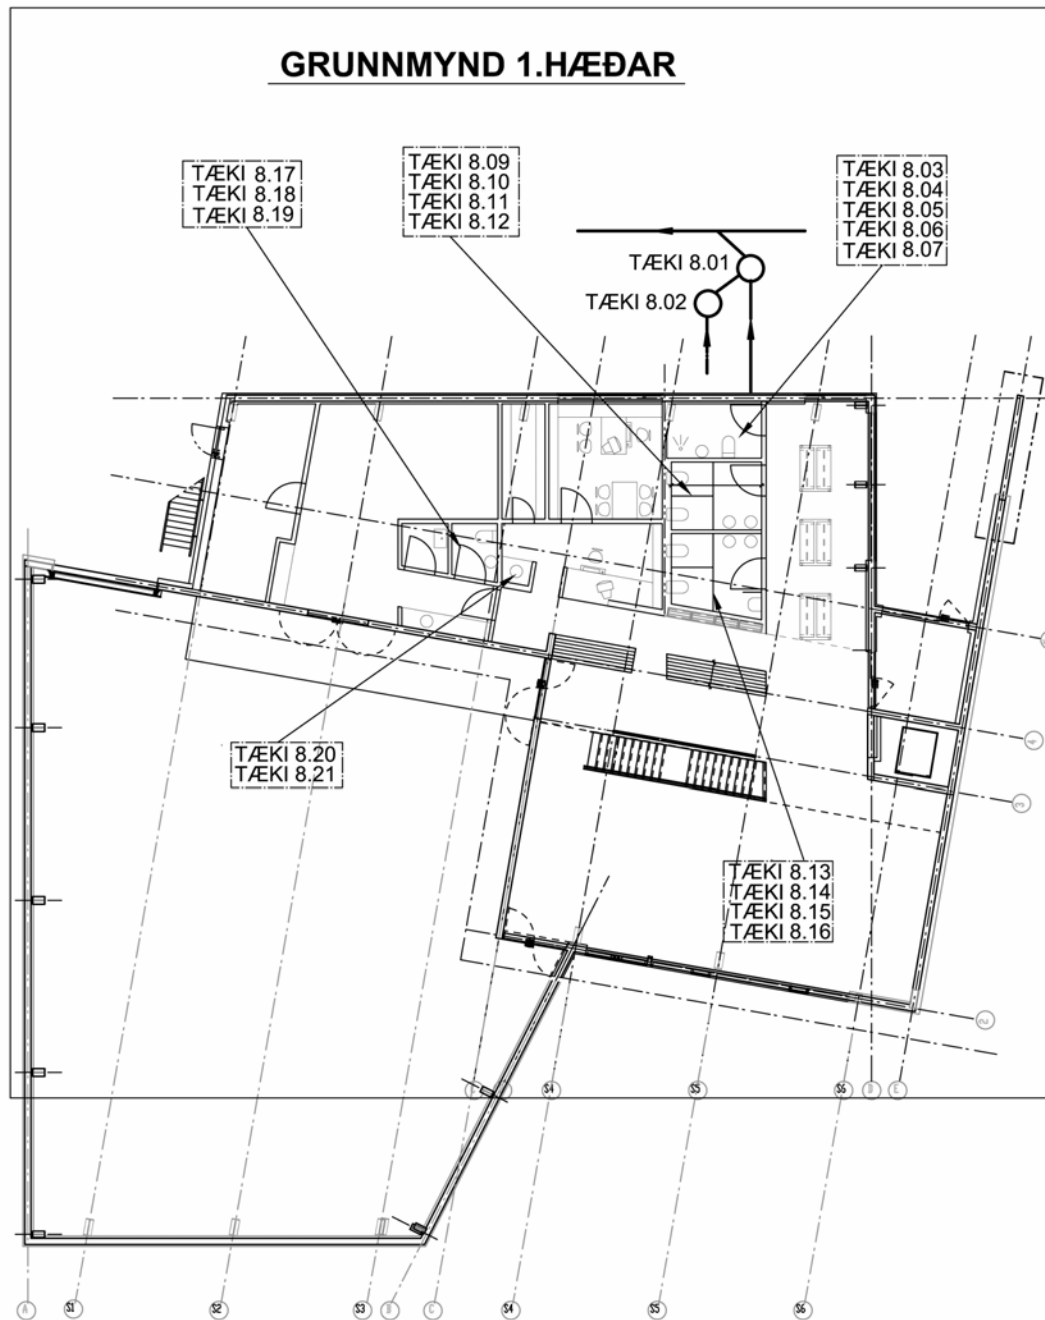 GRUNNMYND 1.HÆÐAR
TÆKI 8.17
TÆKI 8.18
TÆKI 8.19
TÆKI 8.09
TÆKI 8.10
TÆKI 8.11
TÆKI 8.12
TÆKI 8.03
TÆKI 8.04
TÆKI 8.05
TÆKI 8.06
TÆKI 8.07
TÆKI 8.01
TÆKI 8.02
TÆKI 8.20
TÆKI 8.21
4
3
TÆKI 8.13
TÆKI 8.14
TÆKI 8.15
TÆKI 8.16
2
S4
S5
S6
D
E
A
S1
S2
S3
B
C
S4
S5
S6